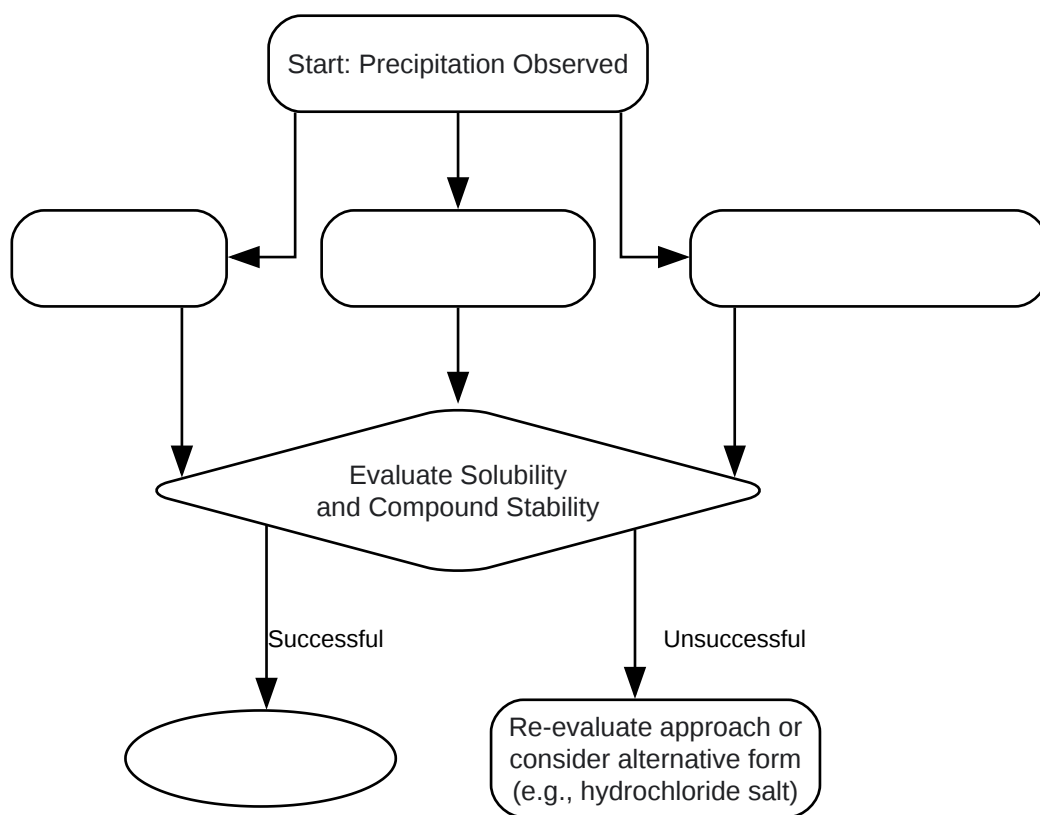 Start: Precipitation Observed
Evaluate Solubility
and Compound Stability
Successful
Unsuccessful
Re-evaluate approach or
consider alternative form
(e.g., hydrochloride salt)